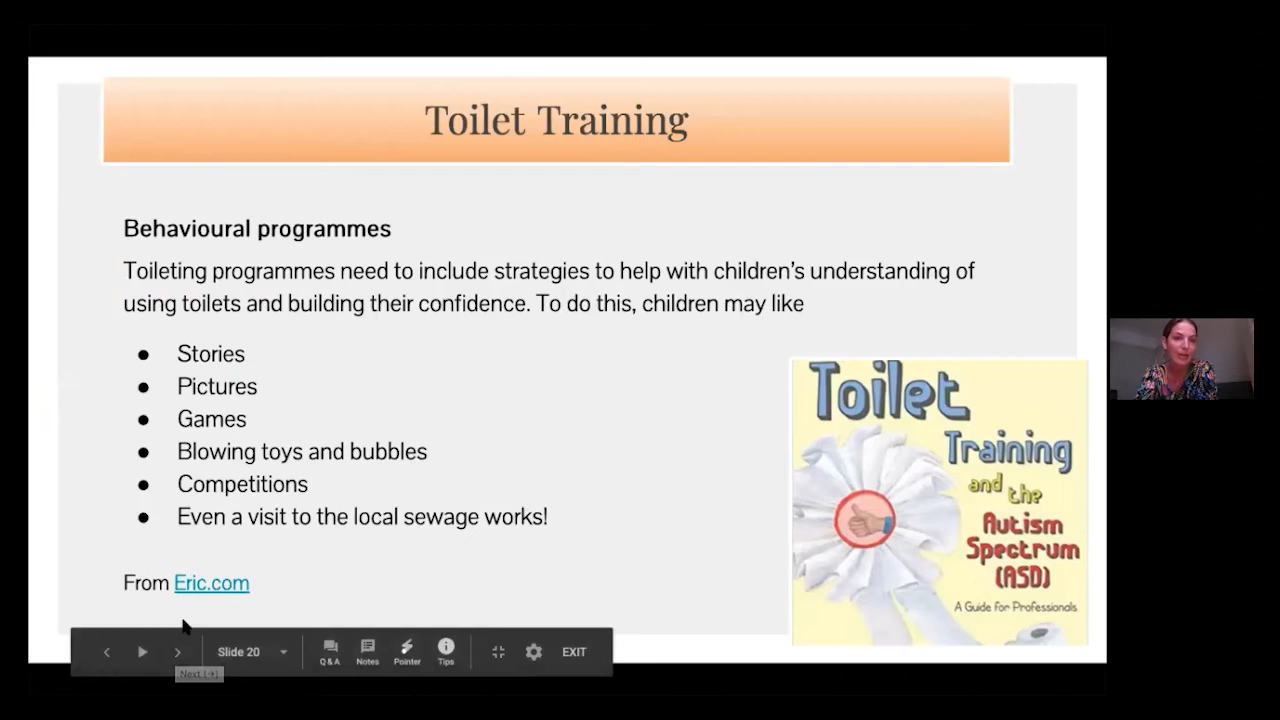 Toilet Training
Behavioural programmes
Toileting programmes need to include strategies to help with children's understanding of
using toilets and building their confidence. To do this, children may like
● Stories
● Pictures
● Games
● Blowing toys and bubbles
● Competitions
● Even a visit to the local sewage works!
From Eric.com
Toilet
Training
and the
Autism
Spectrum
(ASD)
A Guide for Professionals
Slide 20
Q & A
Notes
Pointer
Tips
EXIT
Next (→)